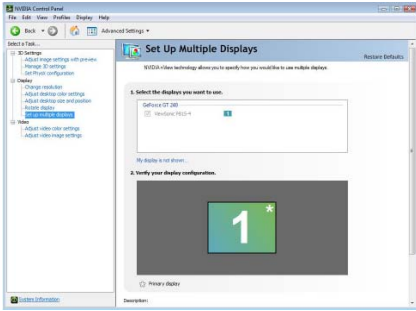 NVIDIA Control Panel
File Edit View Profiles Display Help
Back
Advanced Settings
Select a Task...
3D Settings
Adjust image settings with preview
Manage 3D settings
Set PhysX configuration
Display
Change resolution
Adjust desktop color settings
Adjust desktop size and position
Rotate display
Set up multiple displays
Video
Adjust video color settings
Adjust video image settings
System Information
Set Up Multiple Displays
Restore Defaults
NVIDIA nView technology allows you to specify how you would like to use multiple displays.
1. Select the displays you want to use.
GeForce GT
1
My display is not shown...
2. Verify your display configuration.
1 *
Primary display
Description: